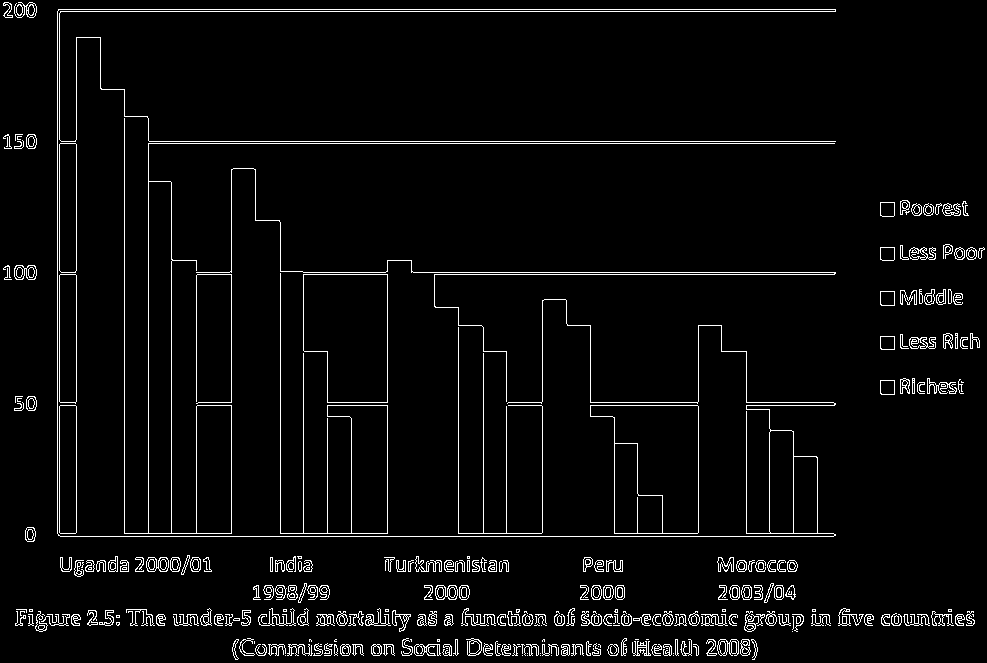 200
150
100
50
0
Poorest
Less Poor
Middle
Less Rich
Richest
Uganda 2000/01
India
1998/99
Turkmenistan
2000
Peru
2000
Morocco
2003/04
Figure 2.5: The under-5 child mortality as a function of socio-economic group in five countries
(Commission on Social Determinants of Health 2008)